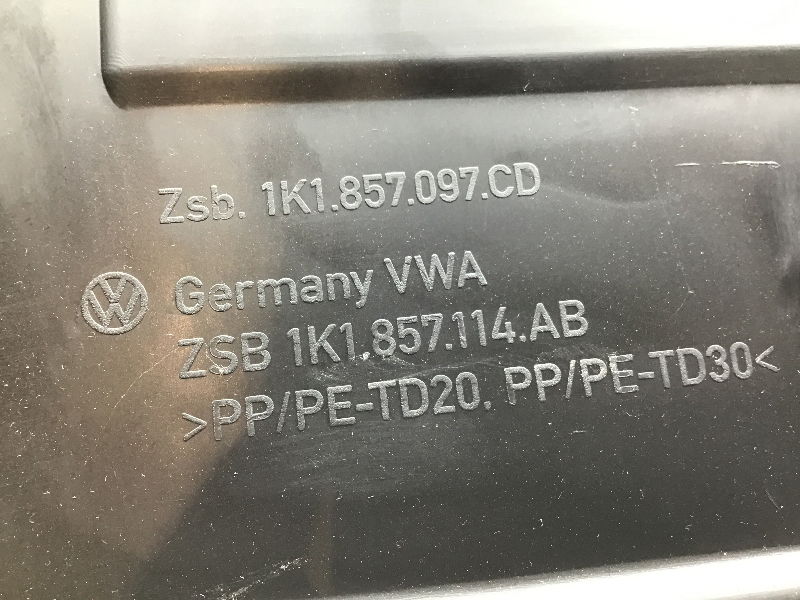 Zsb. 1K1.857.097.CD
Germany VWA
ZSB 1K1.857.114.AB
>PP/PE-TD20. PP/PE-TD30<